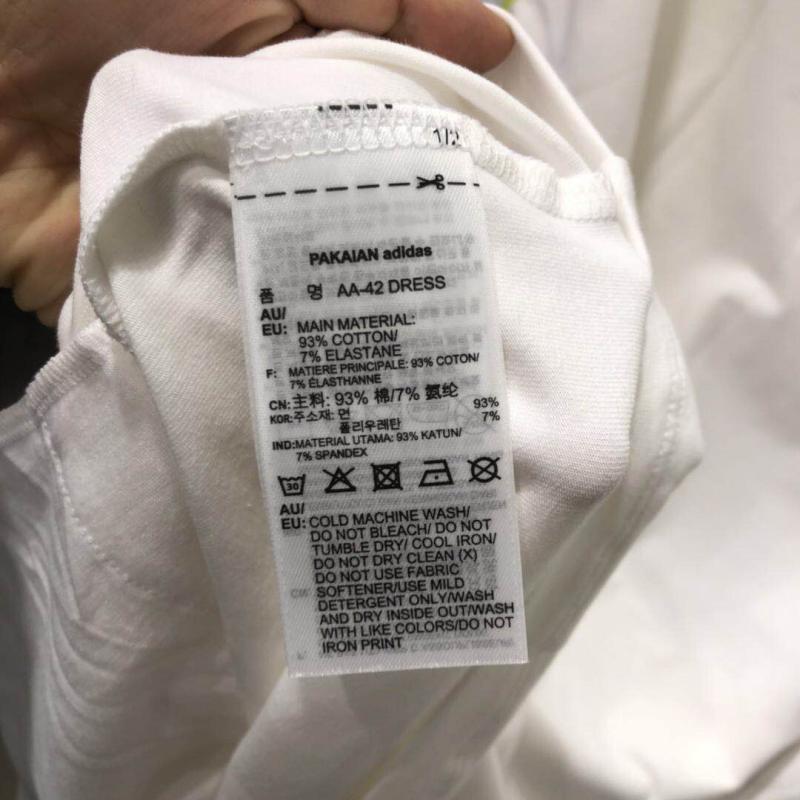 1/2
PAKAIAN adidas
품 명 AA-42 DRESS
AU/
EU: MAIN MATERIAL:
93% COTTON/
7% ELASTANE
F: MATIERE PRINCIPALE: 93% COTON/
7% ÉLASTHANNE
CN:主料: 93% 棉/7% 氨纶
KOR:주소재: 면 93%
폴리우레탄 7%
IND:MATERIAL UTAMA: 93% KATUN/
7% SPANDEX
30
AU/
EU: COLD MACHINE WASH/
DO NOT BLEACH/ DO NOT
TUMBLE DRY/ COOL IRON/
DO NOT DRY CLEAN (X)
DO NOT USE FABRIC
SOFTENER/USE MILD
DETERGENT ONLY/WASH
AND DRY INSIDE OUT/WASH
WITH LIKE COLORS/DO NOT
IRON PRINT